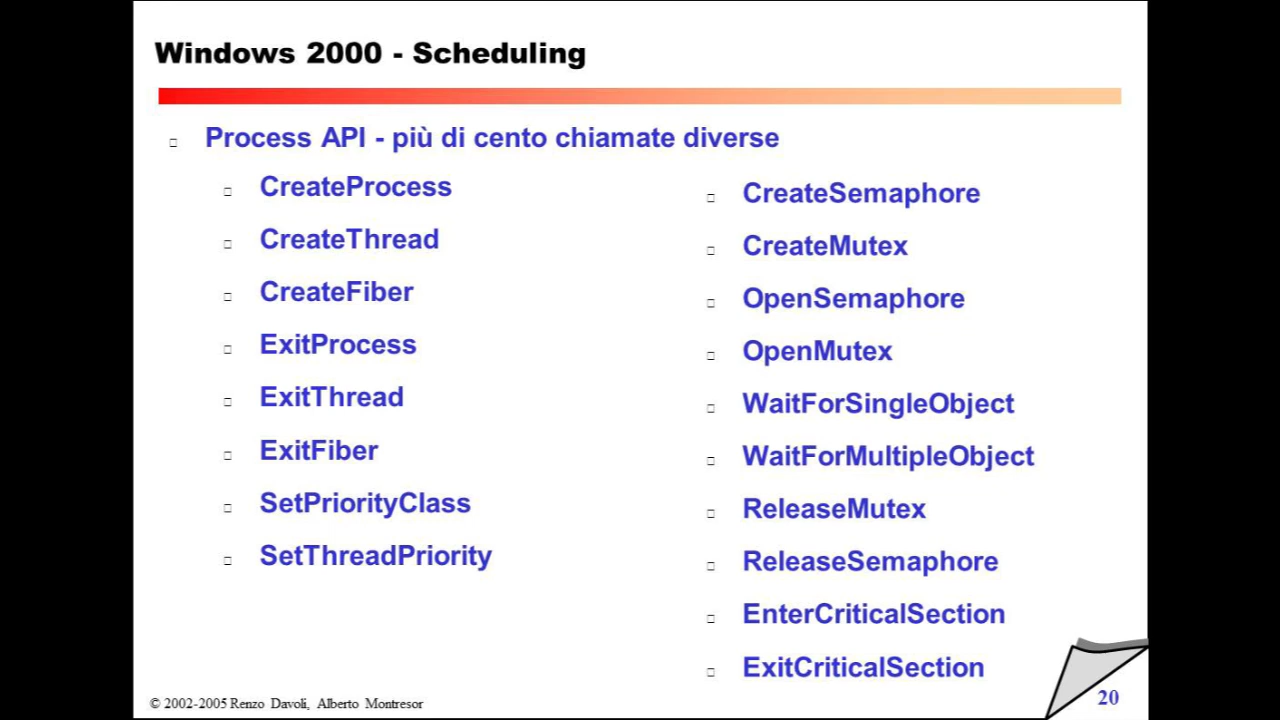 Windows 2000 - Scheduling
Process API - più di cento chiamate diverse
CreateProcess
CreateThread
CreateFiber
ExitProcess
ExitThread
ExitFiber
SetPriorityClass
SetThreadPriority
CreateSemaphore
CreateMutex
OpenSemaphore
OpenMutex
WaitForSingleObject
WaitForMultipleObject
ReleaseMutex
ReleaseSemaphore
EnterCriticalSection
ExitCriticalSection
© 2002-2005 Renzo Davoli, Alberto Montresor
20